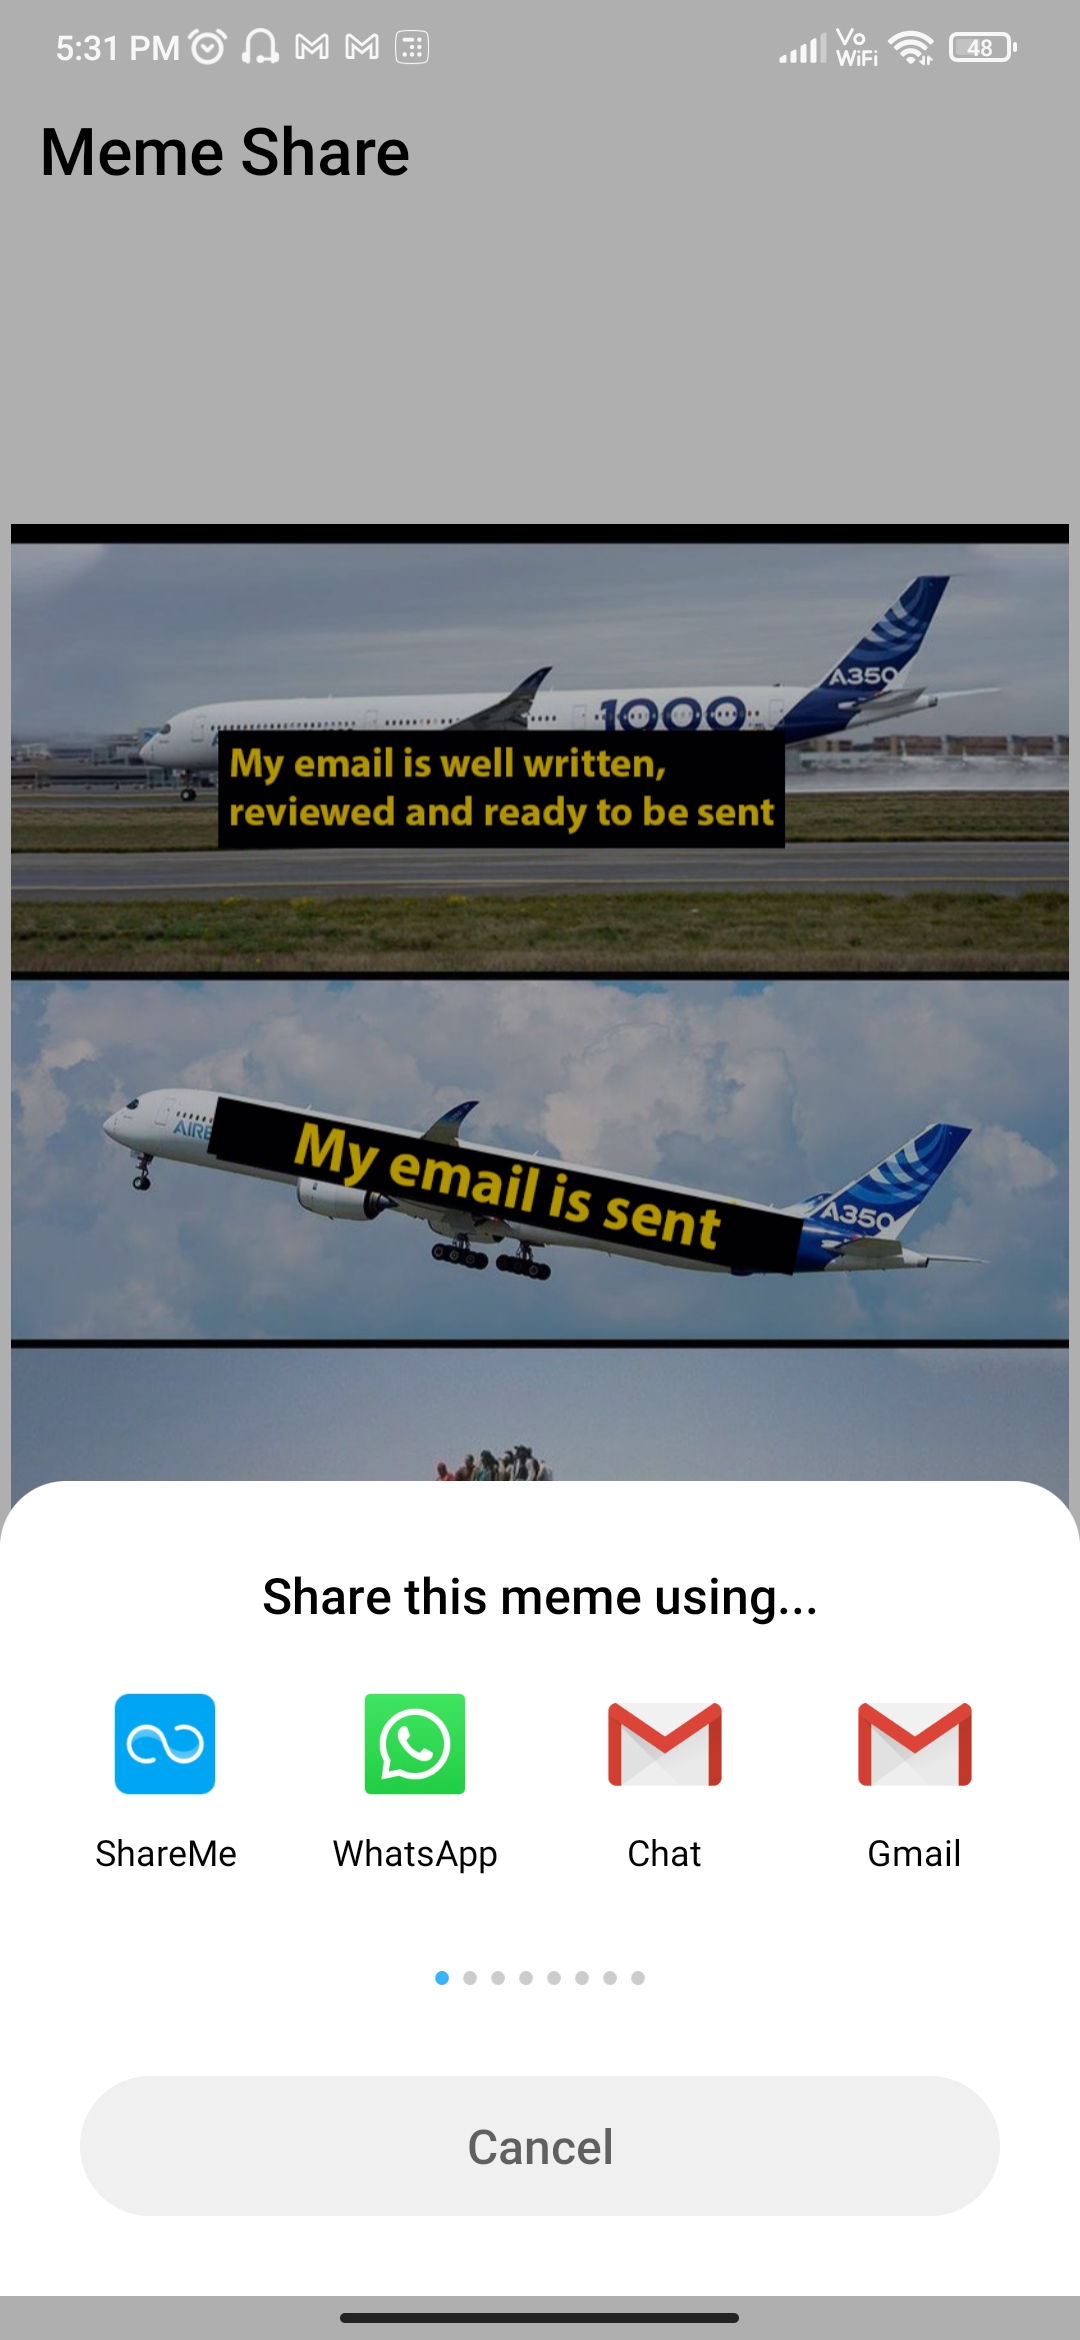 5:31 PM
Vo
WiFi
48
Meme Share
A350
1000
My email is well written,
reviewed and ready to be sent
AIRB
My email is sent
A350
Share this meme using...
ShareMe
WhatsApp
Chat
Gmail
Cancel